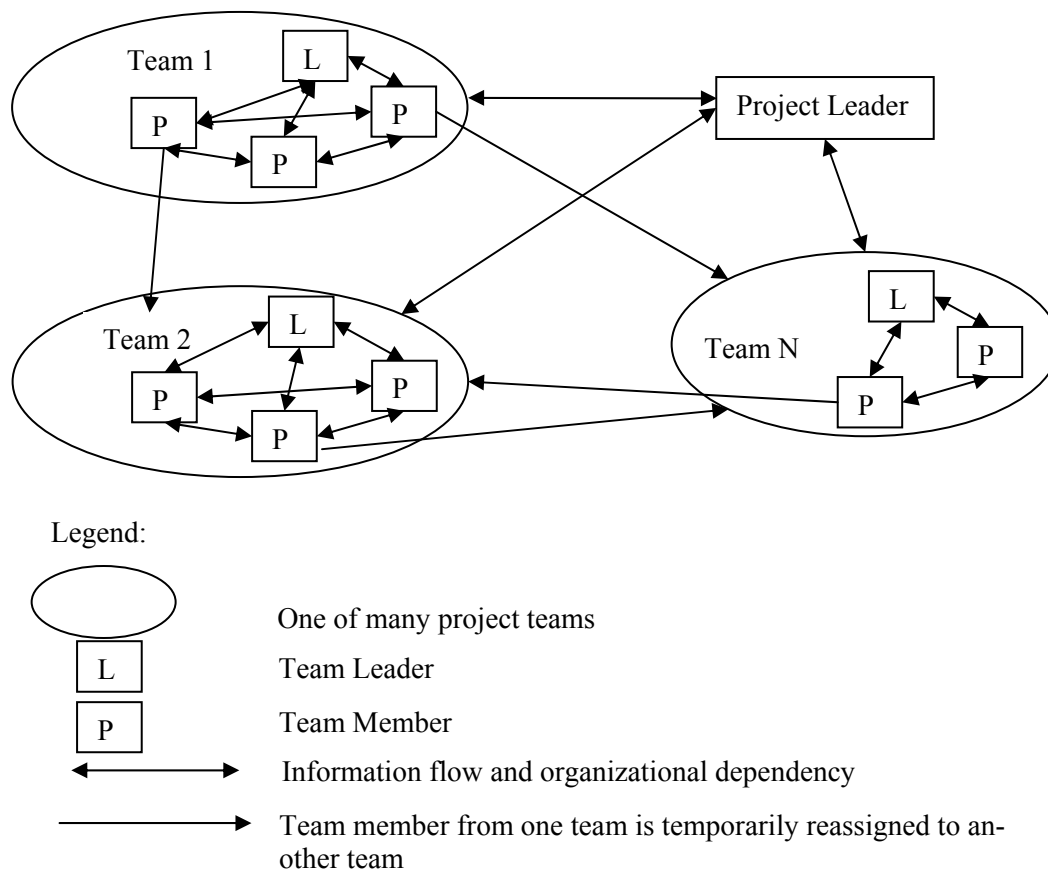 Team 1
L
P
P
P
Project Leader
Team 2
L
P
P
P
Team N
L
P
P
Legend:
One of many project teams
L
Team Leader
P
Team Member
Information flow and organizational dependency
Team member from one team is temporarily reassigned to an-
other team